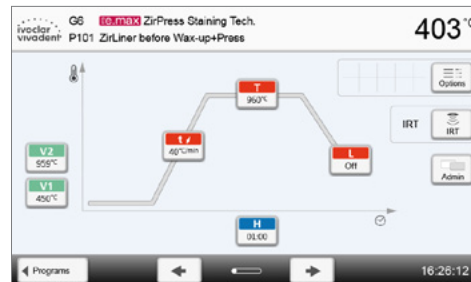 ivoclar vivadent
G6 IPS e.max ZirPress Staining Tech.
P101 ZirLiner before Wax-up+Press
403°C
T
960°C
Options
t↗
40°C/min
IRT
IRT
V2
959°C
L
Off
Admin
V1
450°C
H
01:00
Programs
16:26:12